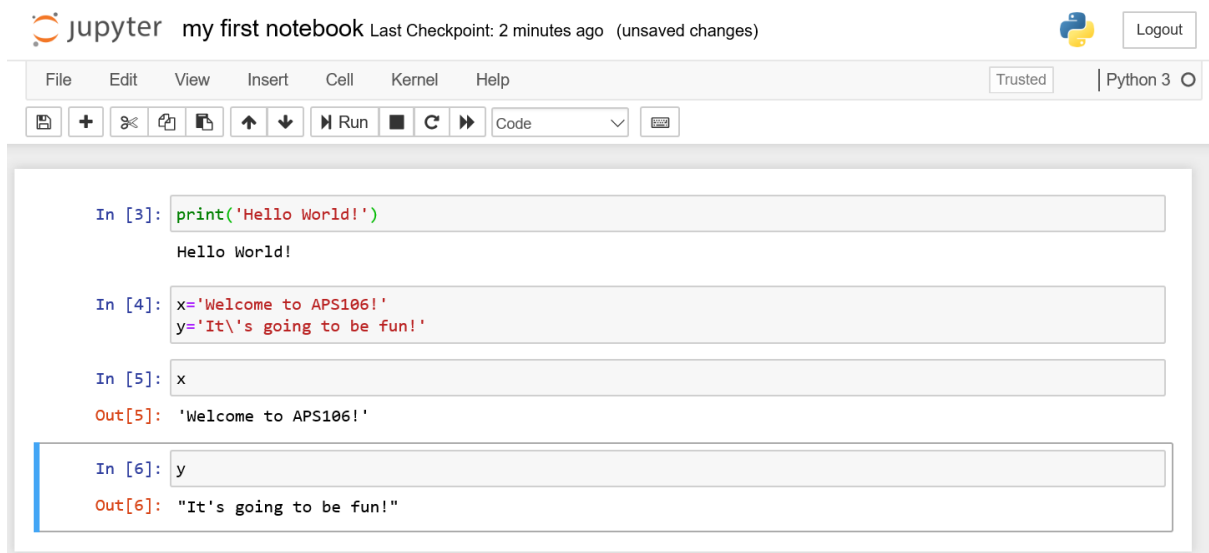 jupyter my first notebook Last Checkpoint: 2 minutes ago (unsaved changes) Logout
File Edit View Insert Cell Kernel Help Trusted Python 3
Run Code
In [3]: print('Hello World!')
Hello World!
In [4]: x='Welcome to APS106!'
y='It\'s going to be fun!'
In [5]: x
Out[5]: 'Welcome to APS106!'
In [6]: y
Out[6]: "It's going to be fun!"